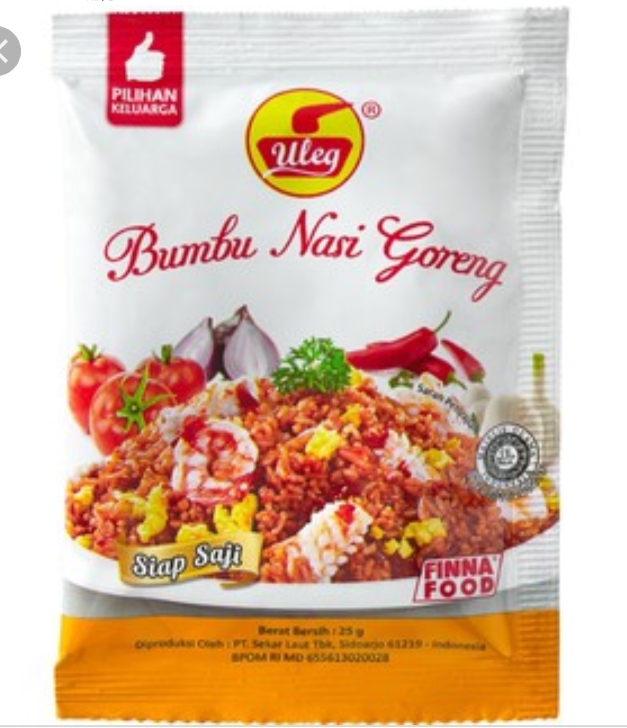 PILIHAN
KELUARGA
Uleg
®
Bumbu Nasi Goreng
Siap Saji
FINNA
FOOD
Berat Bersih : 25 g
Diproduksi Oleh : PT. Sekar Laut Tbk, Sidoarjo 61219 - Indonesia
BPOM RI MD 655613020028